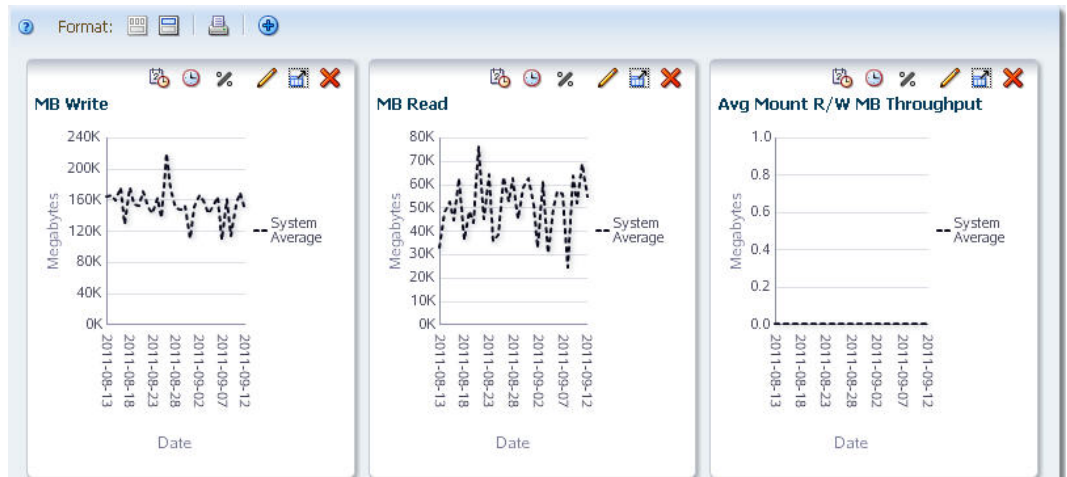 Format:
MB Write
240K
200K
160K
120K
80K
40K
0K
Megabytes
2011-08-13
2011-08-18
2011-08-23
2011-08-28
2011-09-02
2011-09-07
2011-09-12
Date
System
Average
MB Read
80K
70K
60K
50K
40K
30K
20K
10K
0K
Megabytes
2011-08-13
2011-08-18
2011-08-23
2011-08-28
2011-09-02
2011-09-07
2011-09-12
Date
System
Average
Avg Mount R/W MB Throughput
1.0
0.8
0.6
0.4
0.2
0.0
Megabytes
2011-08-13
2011-08-18
2011-08-23
2011-08-28
2011-09-02
2011-09-07
2011-09-12
Date
System
Average